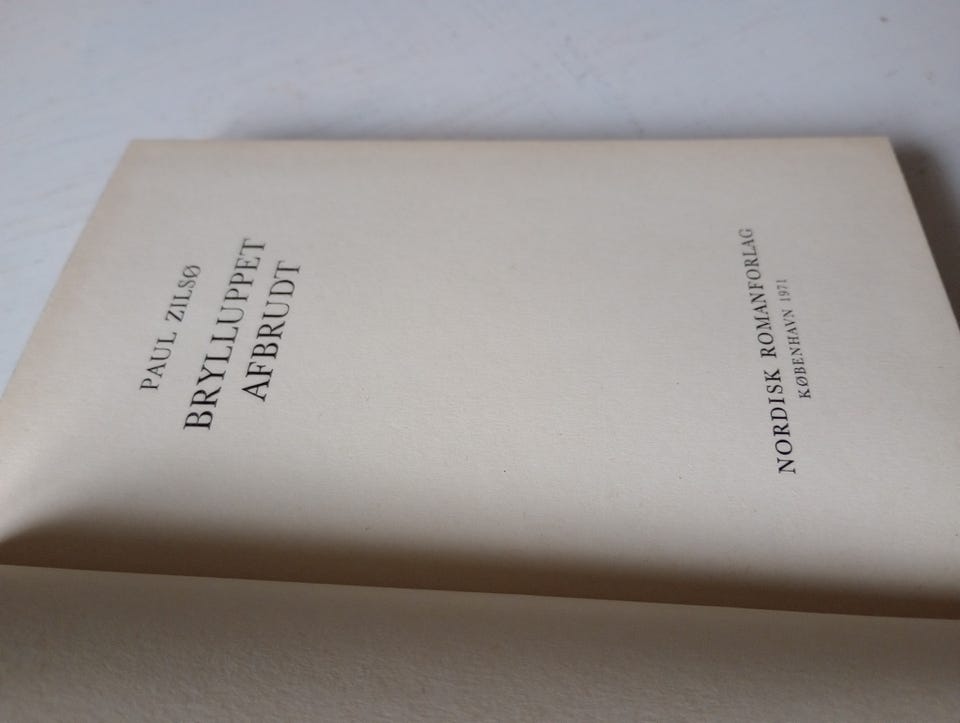 PAUL ZILSØ
BRYLLUPPET
AFBRUDT
NORDISK ROMANFORLAG
KØBENHAVN 1971